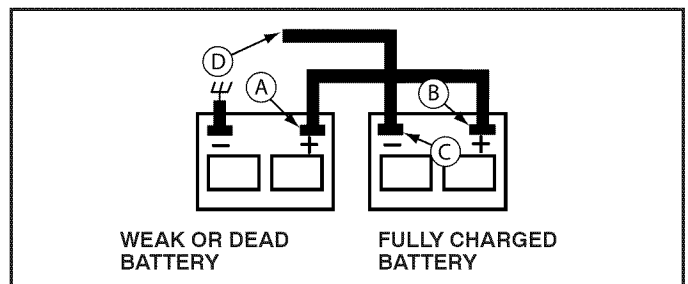 D
A
B
C
− + − +
WEAK OR DEAD
BATTERY
FULLY CHARGED
BATTERY